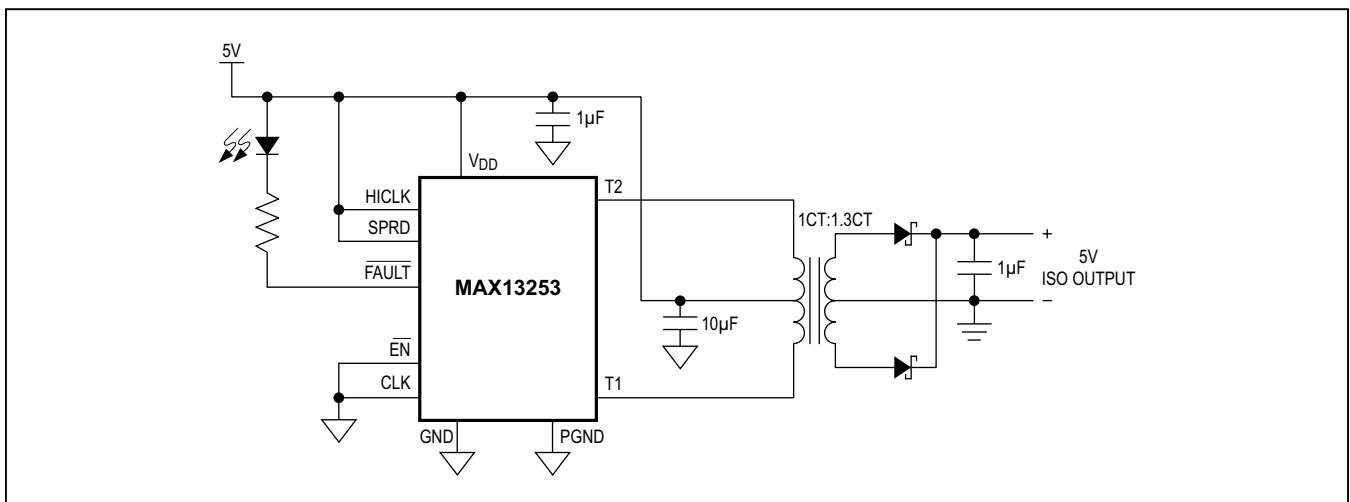 5V
1µF
VDD
HICLK
T2
SPRD
1CT:1.3CT
FAULT
MAX13253
+
5V
1µF
ISO OUTPUT
−
10µF
EN
CLK
T1
GND
PGND